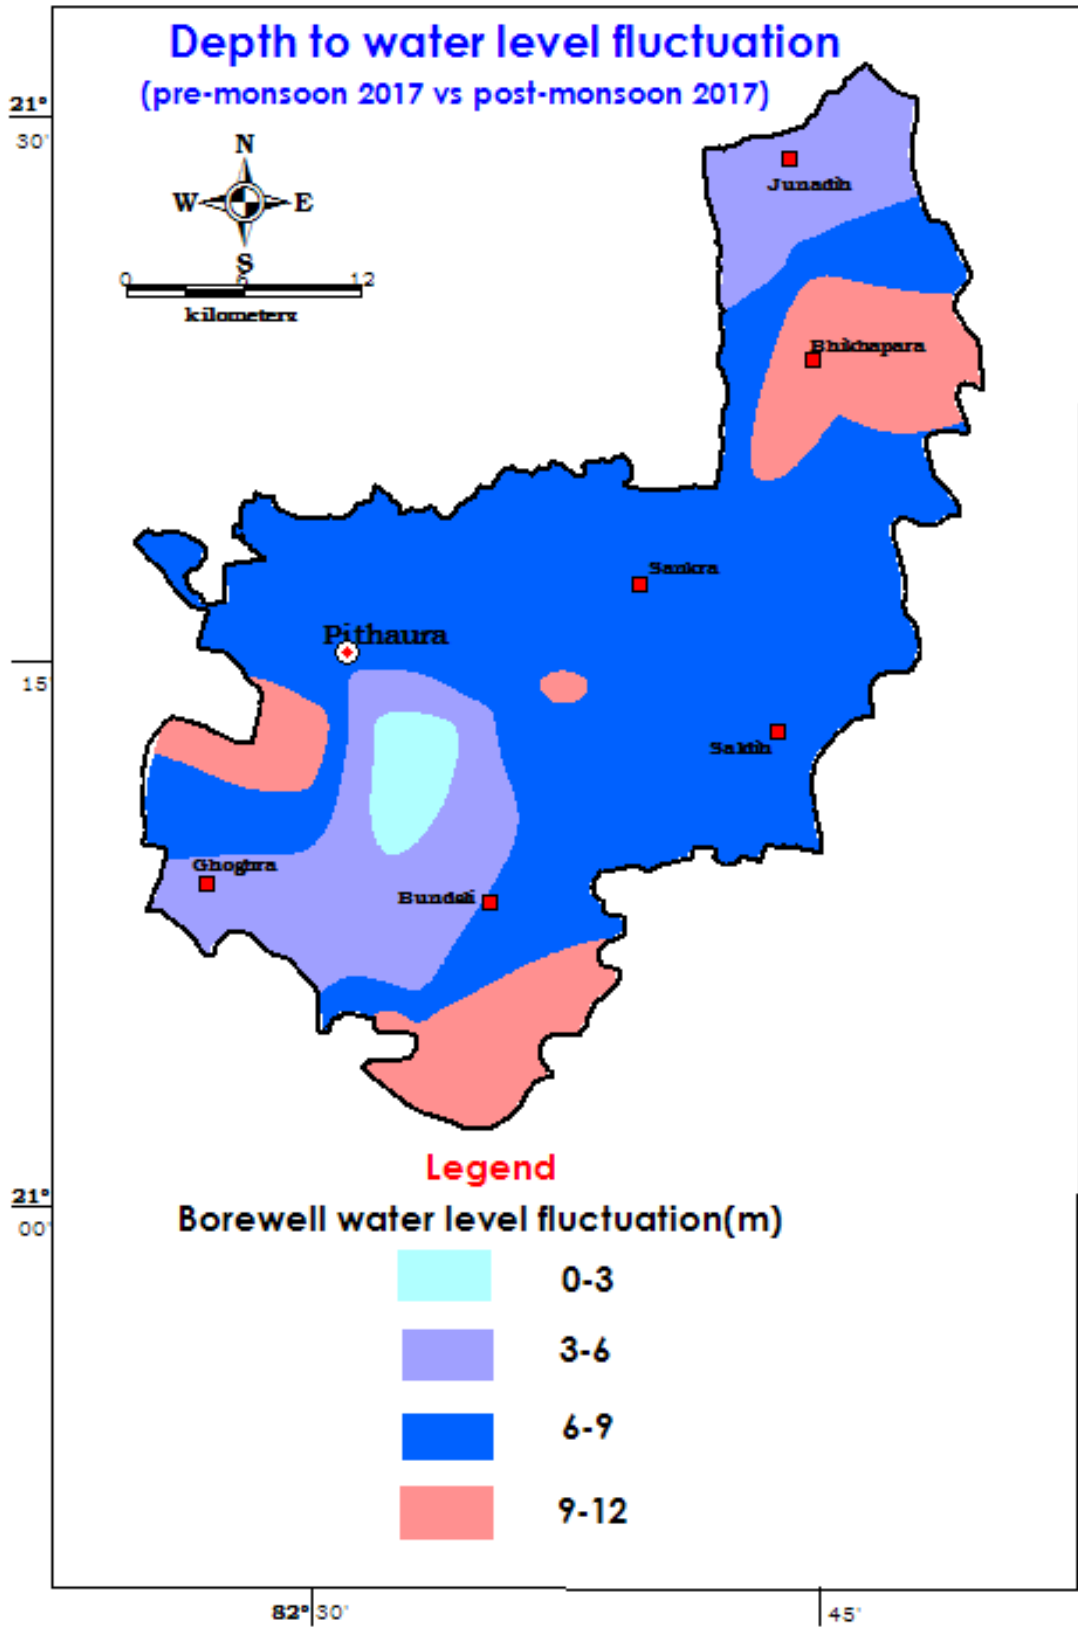 Depth to water level fluctuation
(pre-monsoon 2017 vs post-monsoon 2017)
21°
30'
N
W E
S
0 6 12
kilometers
Junadih
Bhikhapara
Sankra
Pithaura
15'
Saldih
Ghoghra
Bundeli
Legend
21°
00'
Borewell water level fluctuation(m)
0-3
3-6
6-9
9-12
82° 30' 45'